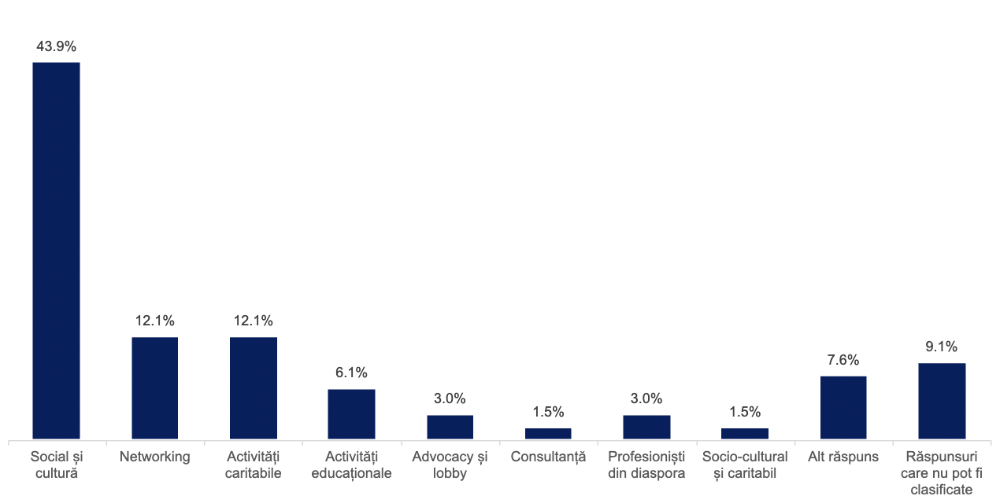 43.9%
12.1%
12.1%
6.1%
3.0%
1.5%
3.0%
1.5%
7.6%
9.1%
Social și
cultură
Networking
Activități
caritabile
Activități
educaționale
Advocacy și
lobby
Consultanță
Profesioniști
din diaspora
Socio-cultural
și caritabil
Alt răspuns
Răspunsuri
care nu pot fi
clasificate